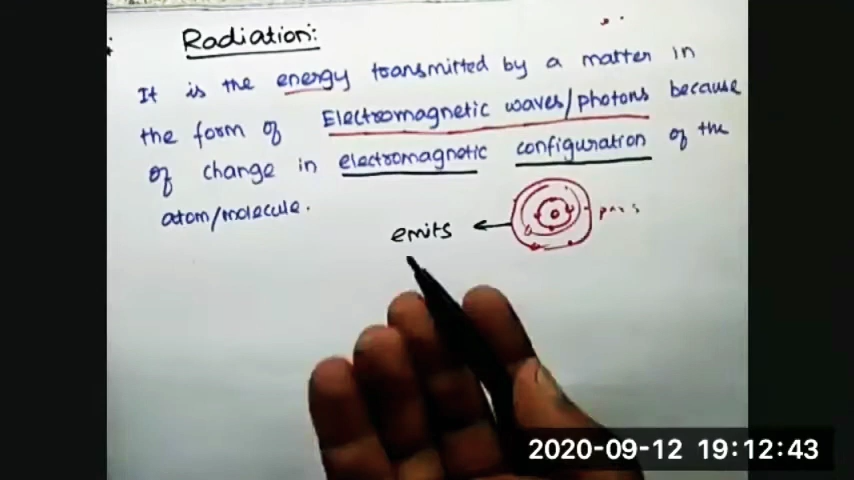 Radiation:
It is the energy transmitted by a matter in
the form of Electromagnetic waves/photons because
of change in electromagnetic configuration of the
atom/molecule.
emits
2020-09-12 19:12:43